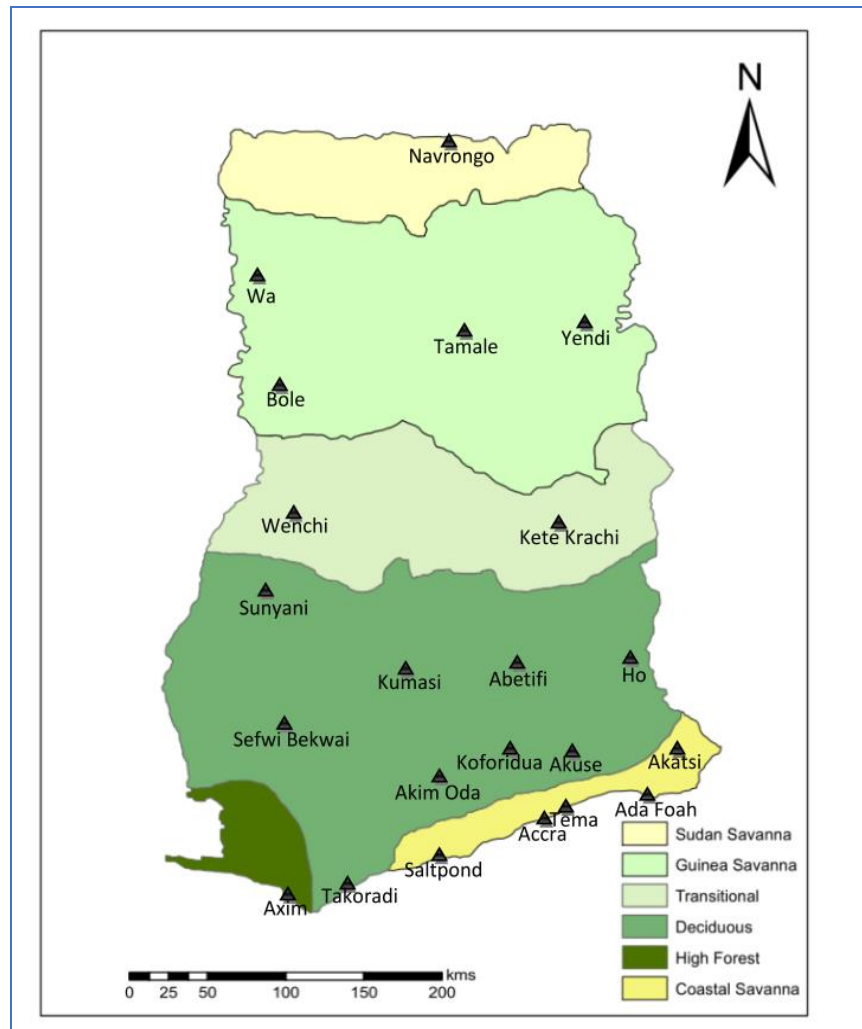 N
Navrongo
Wa
Tamale
Yendi
Bole
Wenchi
Kete Krachi
Sunyani
Kumasi
Abetifi
Ho
Sefwi Bekwai
Koforidua
Akuse
Akatsi
Akim Oda
Ada Foah
Tema
Accra
Saltpond
Takoradi
Axim
Sudan Savanna
Guinea Savanna
Transitional
Deciduous
High Forest
Coastal Savanna
kms
0 25 50 100 150 200